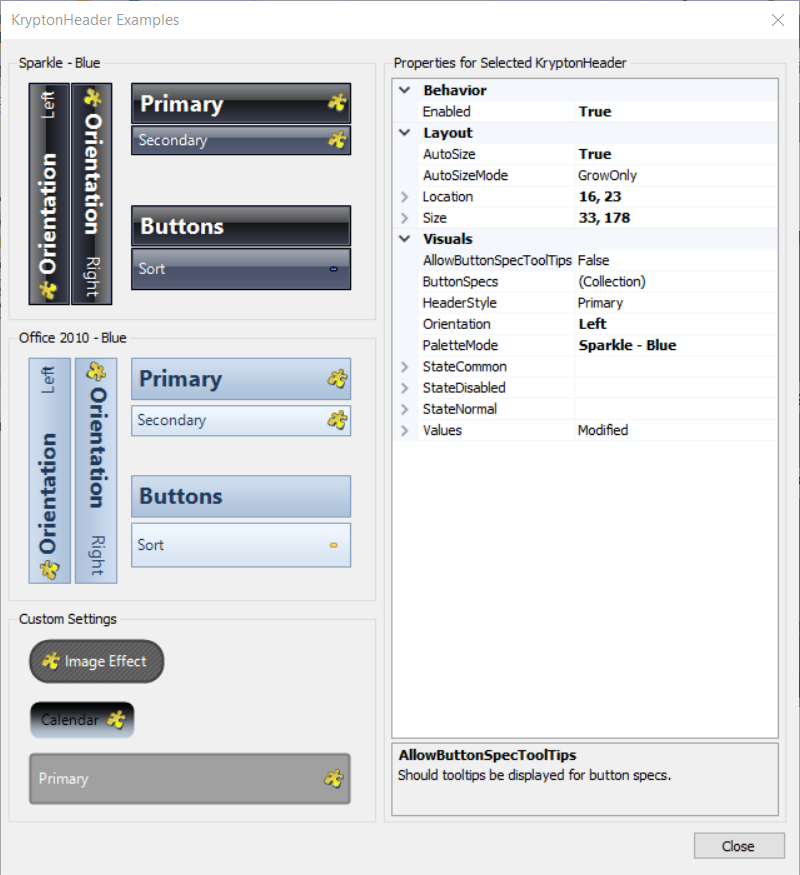 KryptonHeader Examples
Sparkle - Blue
Orientation Left
Orientation Right
Primary
Secondary
Buttons
Sort
Office 2010 - Blue
Orientation Left
Orientation Right
Primary
Secondary
Buttons
Sort
Custom Settings
Image Effect
Calendar
Primary
Properties for Selected KryptonHeader
Behavior
Enabled True
Layout
AutoSize True
AutoSizeMode GrowOnly
Location 16, 23
Size 33, 178
Visuals
AllowButtonSpecToolTips False
ButtonSpecs (Collection)
HeaderStyle Primary
Orientation Left
PaletteMode Sparkle - Blue
StateCommon
StateDisabled
StateNormal
Values Modified
AllowButtonSpecToolTips
Should tooltips be displayed for button specs.
Close